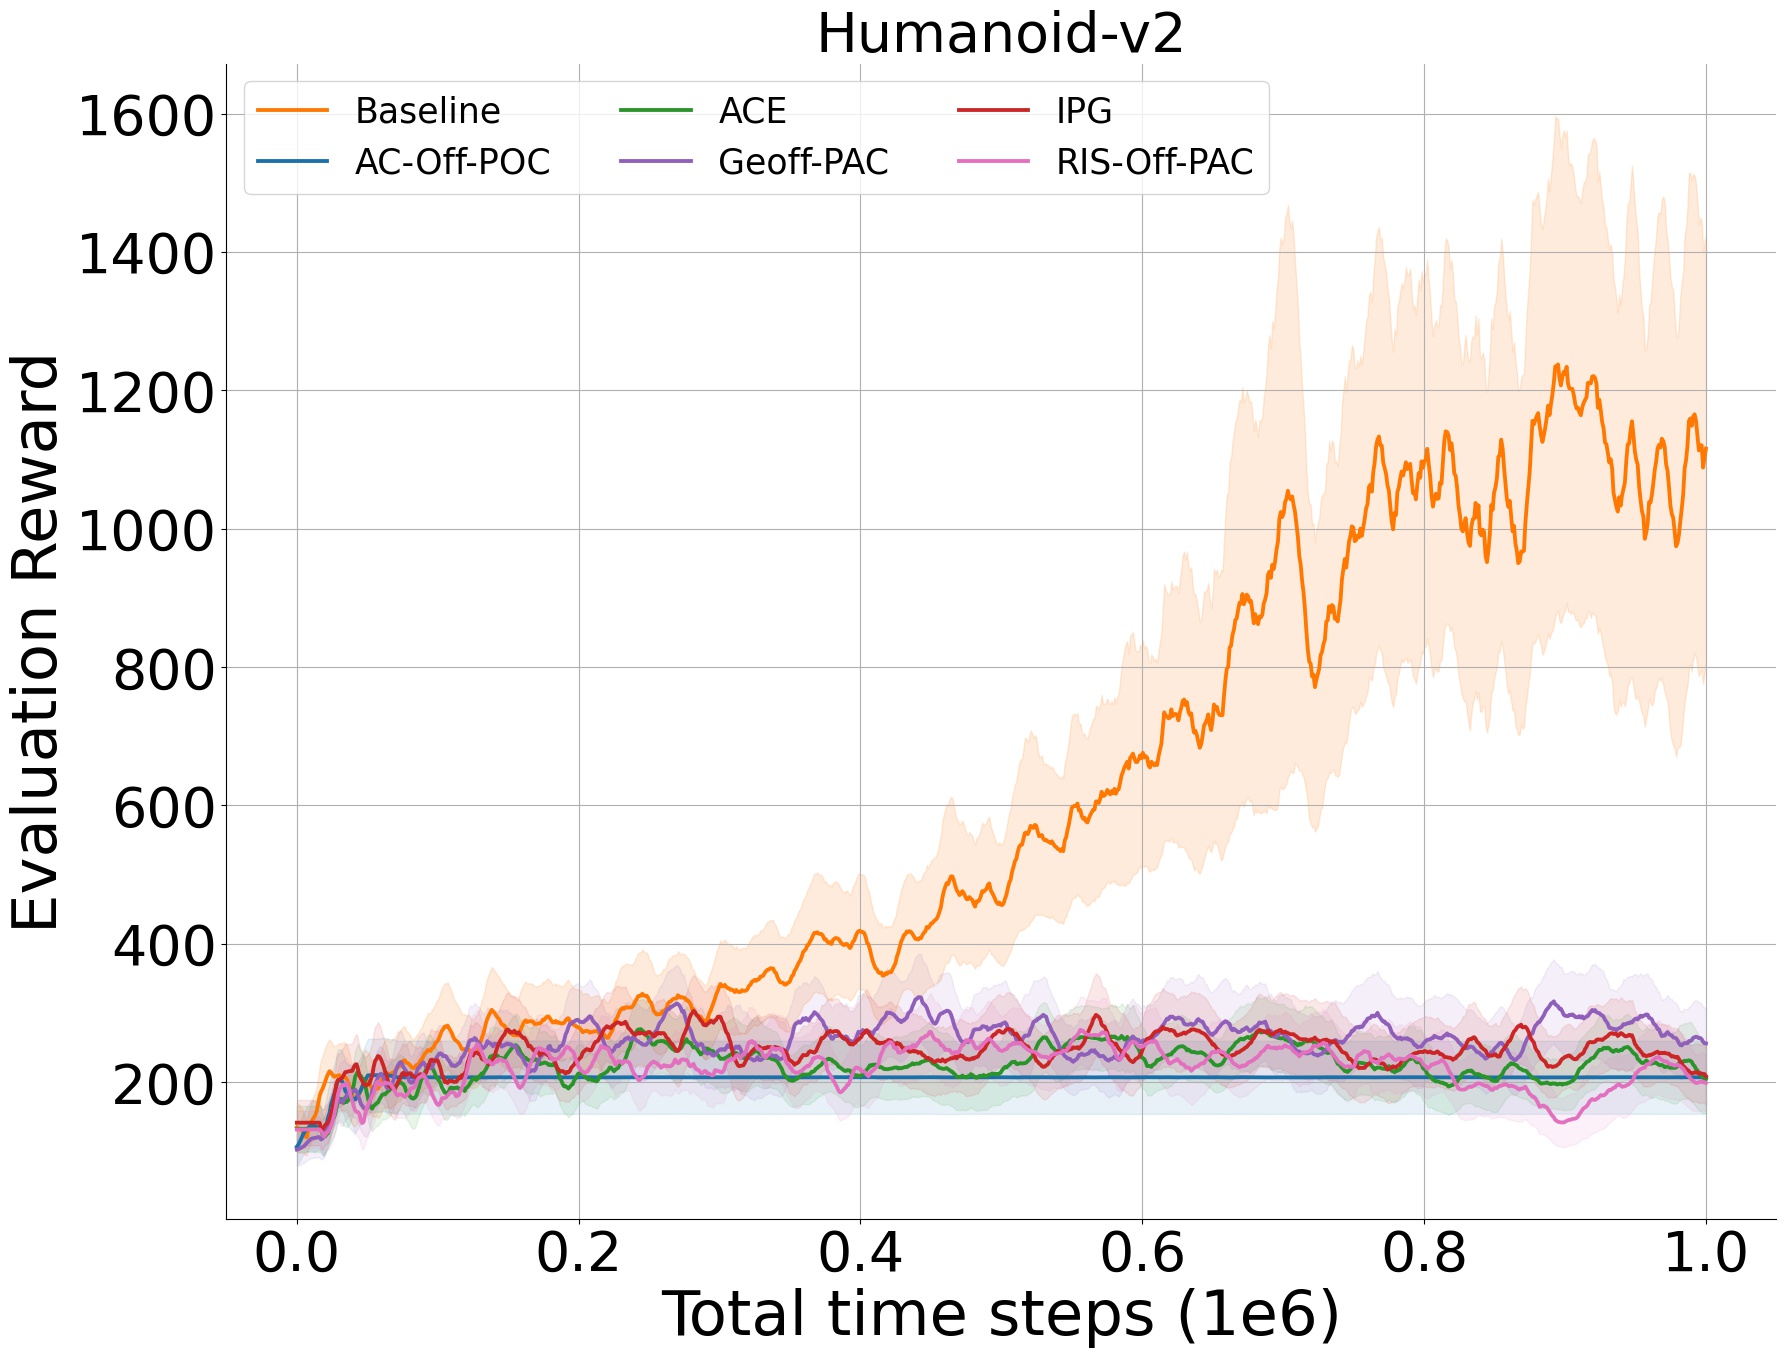 Humanoid-v2
Baseline
AC-Off-POC
ACE
Geoff-PAC
IPG
RIS-Off-PAC
Evaluation Reward
1600
1400
1200
1000
800
600
400
200
0.0 0.2 0.4 0.6 0.8 1.0
Total time steps (1e6)